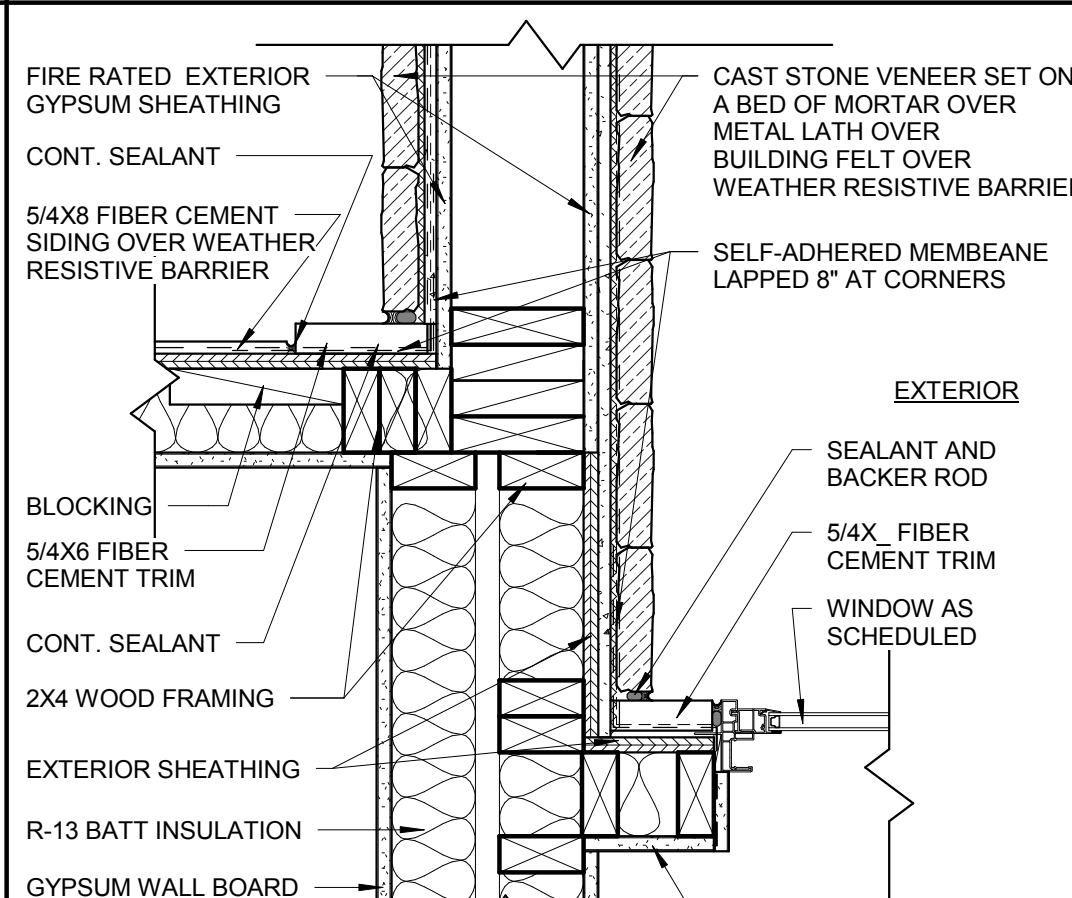 FIRE RATED EXTERIOR
GYPSUM SHEATHING
CONT. SEALANT
5/4X8 FIBER CEMENT
SIDING OVER WEATHER
RESISTIVE BARRIER
BLOCKING
5/4X6 FIBER
CEMENT TRIM
CONT. SEALANT
2X4 WOOD FRAMING
EXTERIOR SHEATHING
R-13 BATT INSULATION
GYPSUM WALL BOARD
CAST STONE VENEER SET ON
A BED OF MORTAR OVER
METAL LATH OVER
BUILDING FELT OVER
WEATHER RESISTIVE BARRIER
SELF-ADHERED MEMBEANE
LAPPED 8" AT CORNERS
EXTERIOR
SEALANT AND
BACKER ROD
5/4X_ FIBER
CEMENT TRIM
WINDOW AS
SCHEDULED